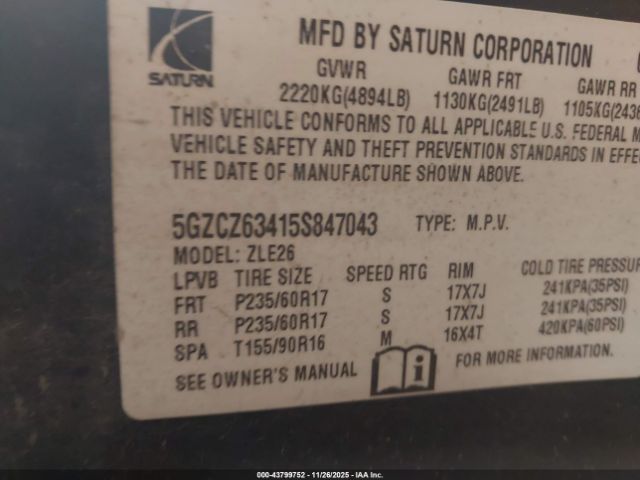 MFD BY SATURN CORPORATION
SATURN
GVWR GAWR FRT GAWR RR
2220KG(4894LB) 1130KG(2491LB) 1105KG(2436
THIS VEHICLE CONFORMS TO ALL APPLICABLE U.S. FEDERAL M
VEHICLE SAFETY AND THEFT PREVENTION STANDARDS IN EFFE
THE DATE OF MANUFACTURE SHOWN ABOVE.
5GZCZ63415S847043 TYPE: M.P.V.
MODEL: ZLE26
LPVB TIRE SIZE SPEED RTG RIM COLD TIRE PRESSUR
FRT P235/60R17 S 17X7J 241KPA(35PSI)
RR P235/60R17 S 17X7J 241KPA(35PSI)
SPA T155/90R16 M 16X4T 420KPA(60PSI)
SEE OWNER'S MANUAL i FOR MORE INFORMATION.
000-43799752 | 11/26/2025 | IAA Inc.